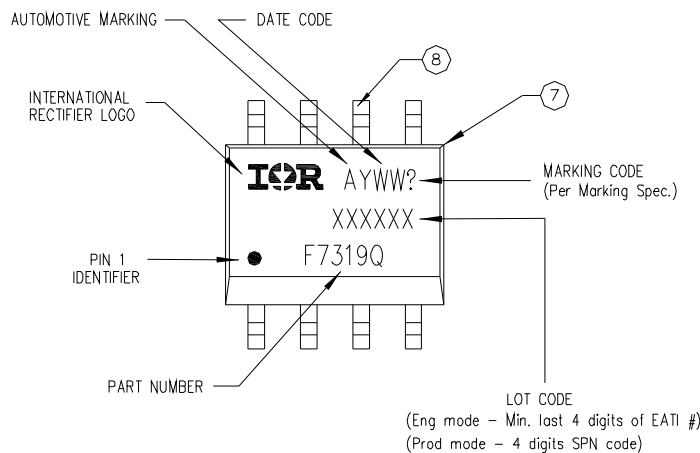 AUTOMOTIVE MARKING
DATE CODE
8
7
INTERNATIONAL
RECTIFIER LOGO
IOR
AYWW?
MARKING CODE
(Per Marking Spec.)
XXXXXX
PIN 1
IDENTIFIER
F7319Q
PART NUMBER
LOT CODE
(Eng mode – Min. last 4 digits of EATI #)
(Prod mode – 4 digits SPN code)